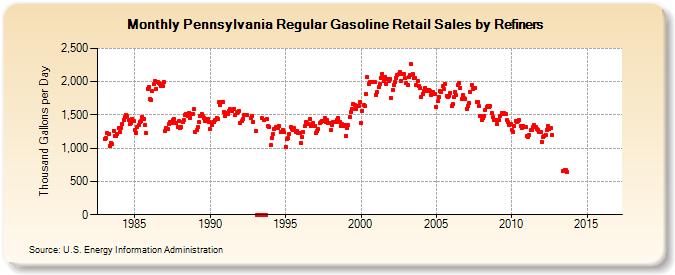 Monthly Pennsylvania Regular Gasoline Retail Sales by Refiners
Thousand Gallons per Day
2,500
2,000
1,500
1,000
500
0
1985 1990 1995 2000 2005 2010 2015
Source: U.S. Energy Information Administration